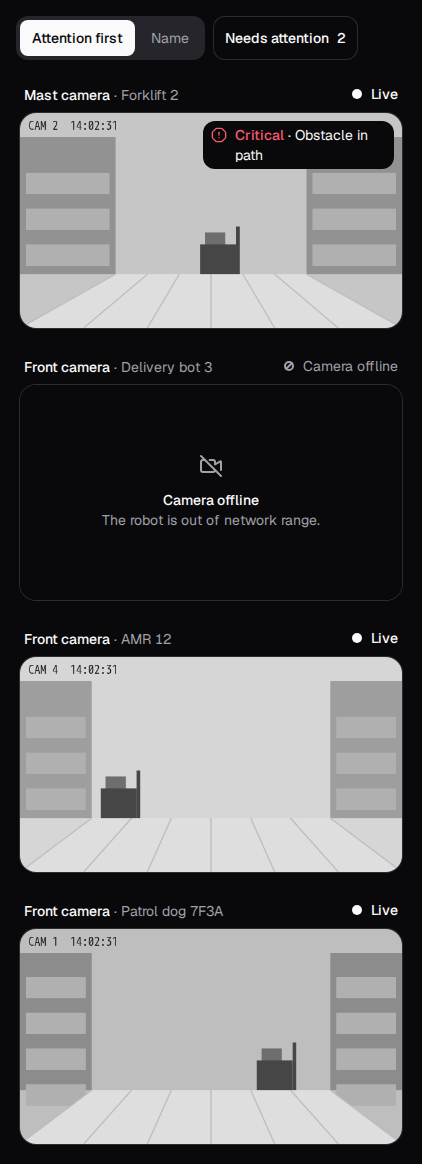 Attention first Name Needs attention 2
Mast camera · Forklift 2 Live
CAM 2 14:02:31
Critical · Obstacle in
path
Front camera · Delivery bot 3 Camera offline
Camera offline
The robot is out of network range.
Front camera · AMR 12 Live
CAM 4 14:02:31
Front camera · Patrol dog 7F3A Live
CAM 1 14:02:31